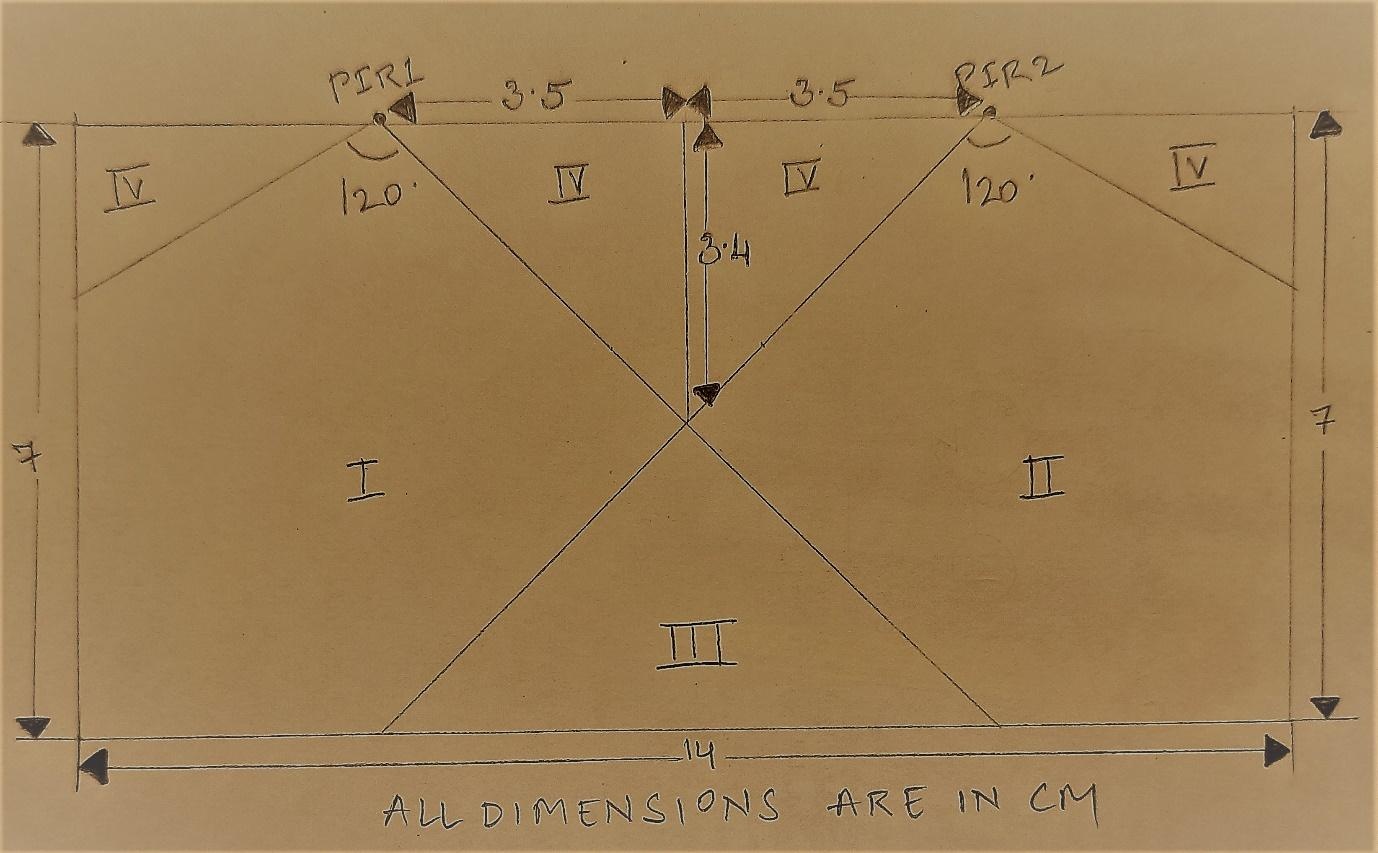 PIR1 3.5 3.5 PIR2
IV IV IV IV
120° 120°
3.4
7 7
I II
III
14
ALL DIMENSIONS ARE IN CM